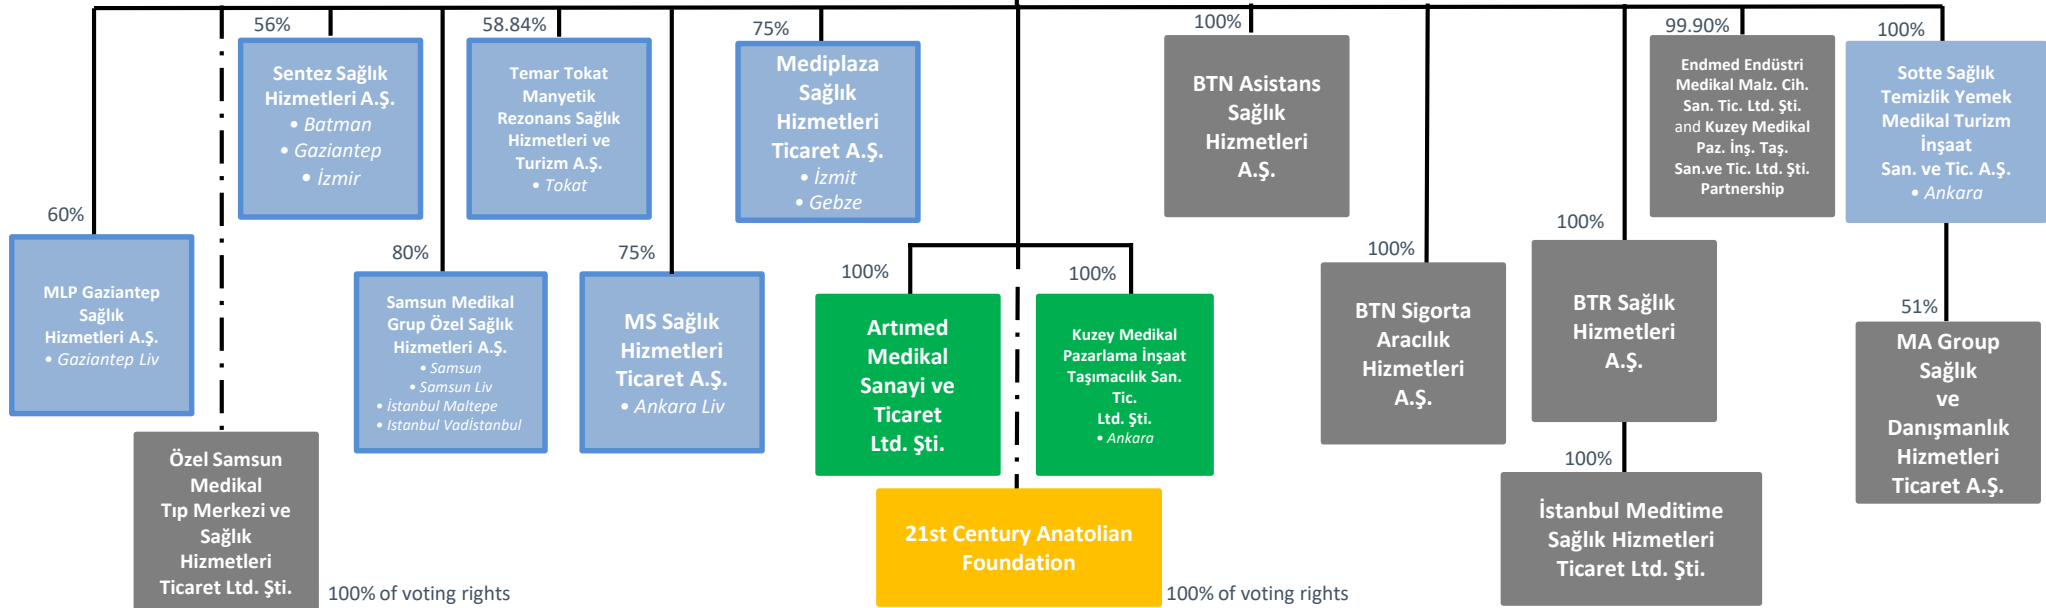 56%
Sentez Sağlık
Hizmetleri A.Ş.
• Batman
• Gaziantep
• İzmir
58.84%
Temar Tokat
Manyetik
Rezonans Sağlık
Hizmetleri ve
Turizm A.Ş.
• Tokat
75%
Mediplaza
Sağlık
Hizmetleri
Ticaret A.Ş.
• İzmit
• Gebze
100%
BTN Asistans
Sağlık
Hizmetleri
A.Ş.
99.90%
Endmed Endüstri
Medikal Malz. Cih.
San. Tic. Ltd. Şti.
and Kuzey Medikal
Paz. İnş. Taş.
San.ve Tic. Ltd. Şti.
Partnership
100%
Sotte Sağlık
Temizlik Yemek
Medikal Turizm
İnşaat
San. ve Tic. A.Ş.
• Ankara
60%
MLP Gaziantep
Sağlık
Hizmetleri A.Ş.
• Gaziantep Liv
80%
Samsun Medikal
Grup Özel Sağlık
Hizmetleri A.Ş.
• Samsun
• Samsun Liv
• İstanbul Maltepe
• Istanbul Vadİstanbul
75%
MS Sağlık
Hizmetleri
Ticaret A.Ş.
• Ankara Liv
100%
Artımed
Medikal
Sanayi ve
Ticaret
Ltd. Şti.
100%
Kuzey Medikal
Pazarlama İnşaat
Taşımacılık San.
Tic.
Ltd. Şti.
• Ankara
100%
BTN Sigorta
Aracılık
Hizmetleri
A.Ş.
100%
BTR Sağlık
Hizmetleri
A.Ş.
51%
MA Group
Sağlık
ve
Danışmanlık
Hizmetleri
Ticaret A.Ş.
Özel Samsun
Medikal
Tıp Merkezi ve
Sağlık
Hizmetleri
Ticaret Ltd. Şti.
100% of voting rights
21st Century Anatolian
Foundation
100% of voting rights
100%
İstanbul Meditime
Sağlık Hizmetleri
Ticaret Ltd. Şti.